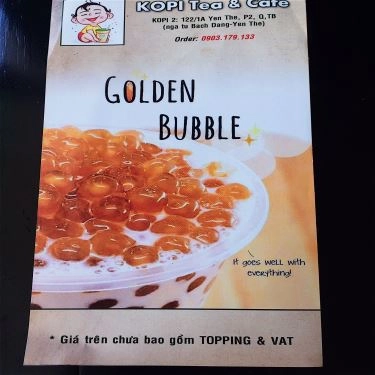 KOPI Tea & Cafe
KOPI 2: 122/1A Yen The, P2, Q,TB
(nga tu Bach Dang-Yen The)
Order: 0903.179.133
GOLDEN
BUBBLE
It goes well with
everything!
* Giá trên chưa bao gồm TOPPING & VAT